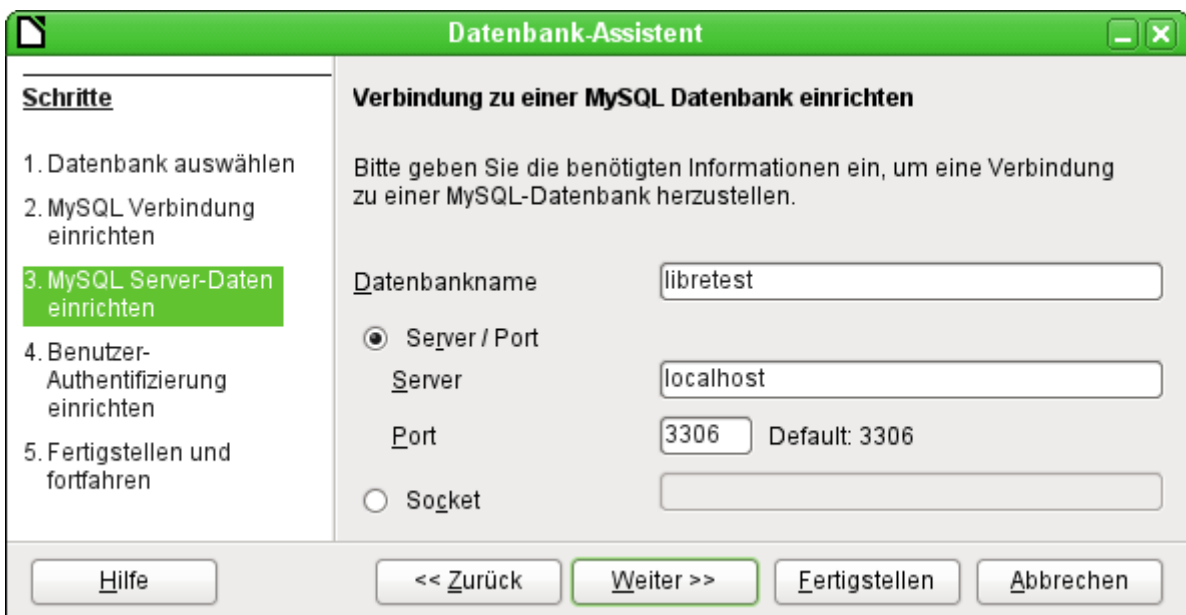 Datenbank-Assistent
Schritte
1. Datenbank auswählen
2. MySQL Verbindung
einrichten
3. MySQL Server-Daten
einrichten
4. Benutzer-
Authentifizierung
einrichten
5. Fertigstellen und
fortfahren
Verbindung zu einer MySQL Datenbank einrichten
Bitte geben Sie die benötigten Informationen ein, um eine Verbindung
zu einer MySQL-Datenbank herzustellen.
Datenbankname libretest
Server / Port
Server localhost
Port 3306 Default: 3306
Socket
Hilfe << Zurück Weiter >> Fertigstellen Abbrechen